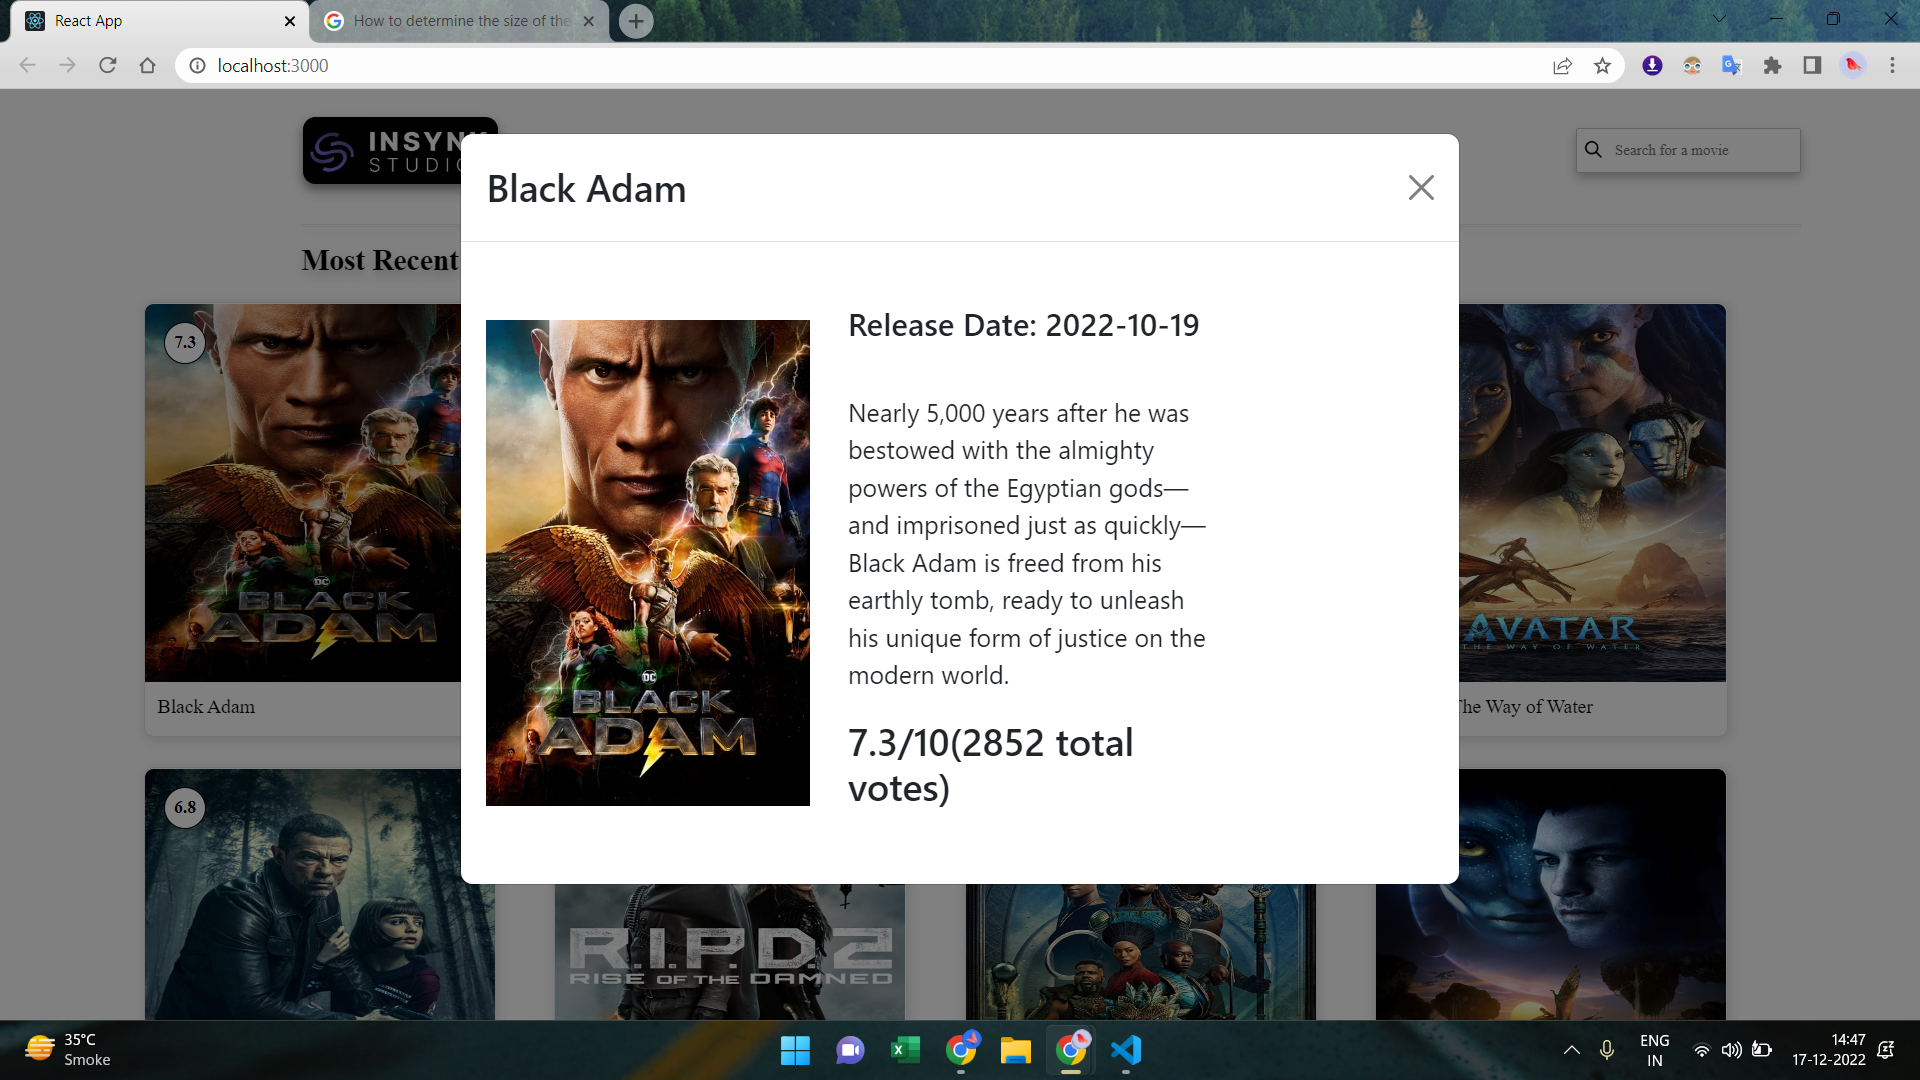 React App
How to determine the size of the
localhost:3000
INSYN
STUDIO
Search for a movie
Black Adam
Most Recent
Release Date: 2022-10-19
7.3
Nearly 5,000 years after he was
bestowed with the almighty
powers of the Egyptian gods—
and imprisoned just as quickly—
Black Adam is freed from his
earthly tomb, ready to unleash
his unique form of justice on the
modern world.
7.3/10(2852 total
votes)
DC
BLACK
ADAM
DC
BLACK
ADAM
AVATAR
THE WAY OF WATER
Black Adam
The Way of Water
6.8
R.I.P.D. 2
RISE OF THE DAMNED
35°C
Smoke
ENG
IN
14:47
17-12-2022